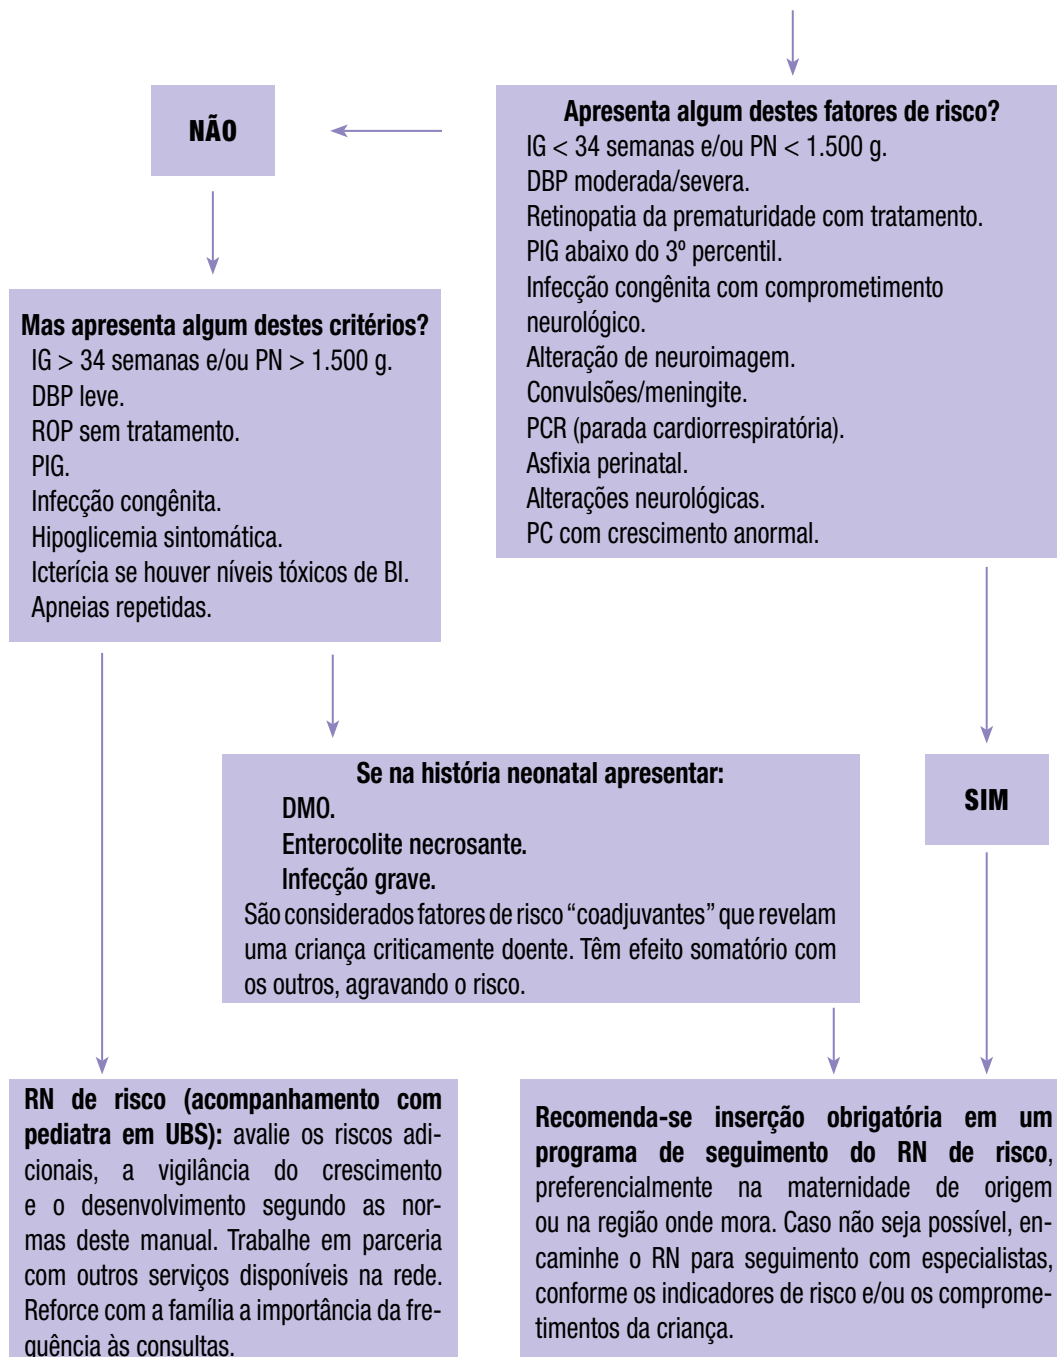 Apresenta algum destes fatores de risco?
IG < 34 semanas e/ou PN < 1.500 g.
DBP moderada/severa.
Retinopatia da prematuridade com tratamento.
PIG abaixo do 3º percentil.
Infecção congênita com comprometimento
neurológico.
Alteração de neuroimagem.
Convulsões/meningite.
PCR (parada cardiorrespiratória).
Asfixia perinatal.
Alterações neurológicas.
PC com crescimento anormal.
NÃO
Mas apresenta algum destes critérios?
IG > 34 semanas e/ou PN > 1.500 g.
DBP leve.
ROP sem tratamento.
PIG.
Infecção congênita.
Hipoglicemia sintomática.
Icterícia se houver níveis tóxicos de BI.
Apneias repetidas.
Se na história neonatal apresentar:
DMO.
Enterocolite necrosante.
Infecção grave.
São considerados fatores de risco “coadjuvantes” que revelam
uma criança criticamente doente. Têm efeito somatório com
os outros, agravando o risco.
SIM
RN de risco (acompanhamento com
pediatra em UBS): avalie os riscos adi-
cionais, a vigilância do crescimento
e o desenvolvimento segundo as nor-
mas deste manual. Trabalhe em parceria
com outros serviços disponíveis na rede.
Reforce com a família a importância da fre-
quência às consultas.
Recomenda-se inserção obrigatória em um
programa de seguimento do RN de risco,
preferencialmente na maternidade de origem
ou na região onde mora. Caso não seja possível, en-
caminhe o RN para seguimento com especialistas,
conforme os indicadores de risco e/ou os comprome-
timentos da criança.